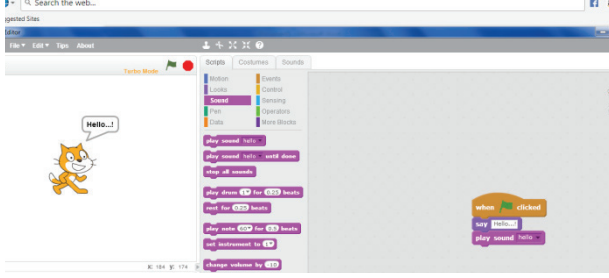 Search the web...
ggested Sites
Editor
File▾ Edit▾ Tips About
Turbo Mode
Scripts Costumes Sounds
Motion Events
Looks Control
Sound Sensing
Pen Operators
Data More Blocks
Hello...!
play sound hello
play sound hello until done
stop all sounds
play drum 1▾ for 0.25 beats
rest for 0.25 beats
play note 60▾ for 0.5 beats
set instrument to 1▾
change volume by -10
when clicked
say Hello...!
play sound hello
X: 184 y: 174